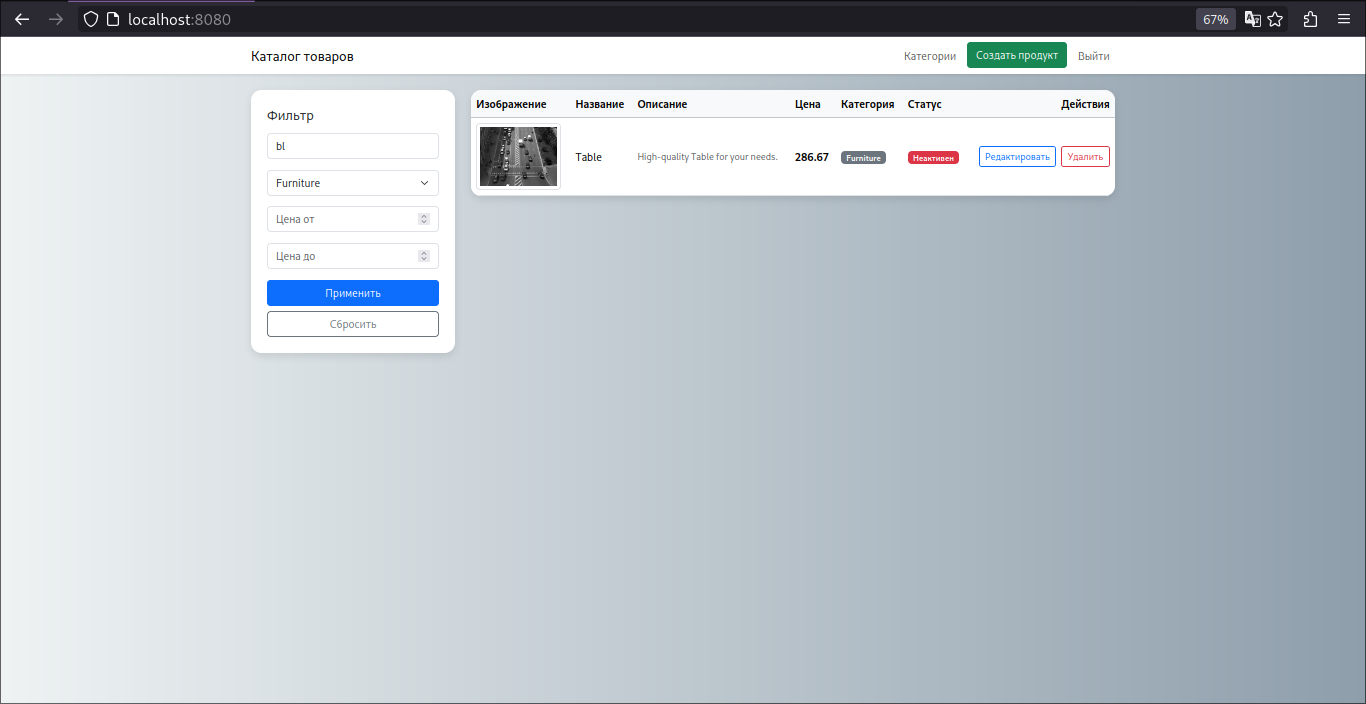 localhost:8080
67%
Каталог товаров
Категории
Создать продукт
Выйти
Фильтр
bl
Furniture
Цена от
Цена до
Применить
Сбросить
Изображение Название Описание Цена Категория Статус Действия
Table High-quality Table for your needs. 286.67 Furniture Неактивен Редактировать Удалить